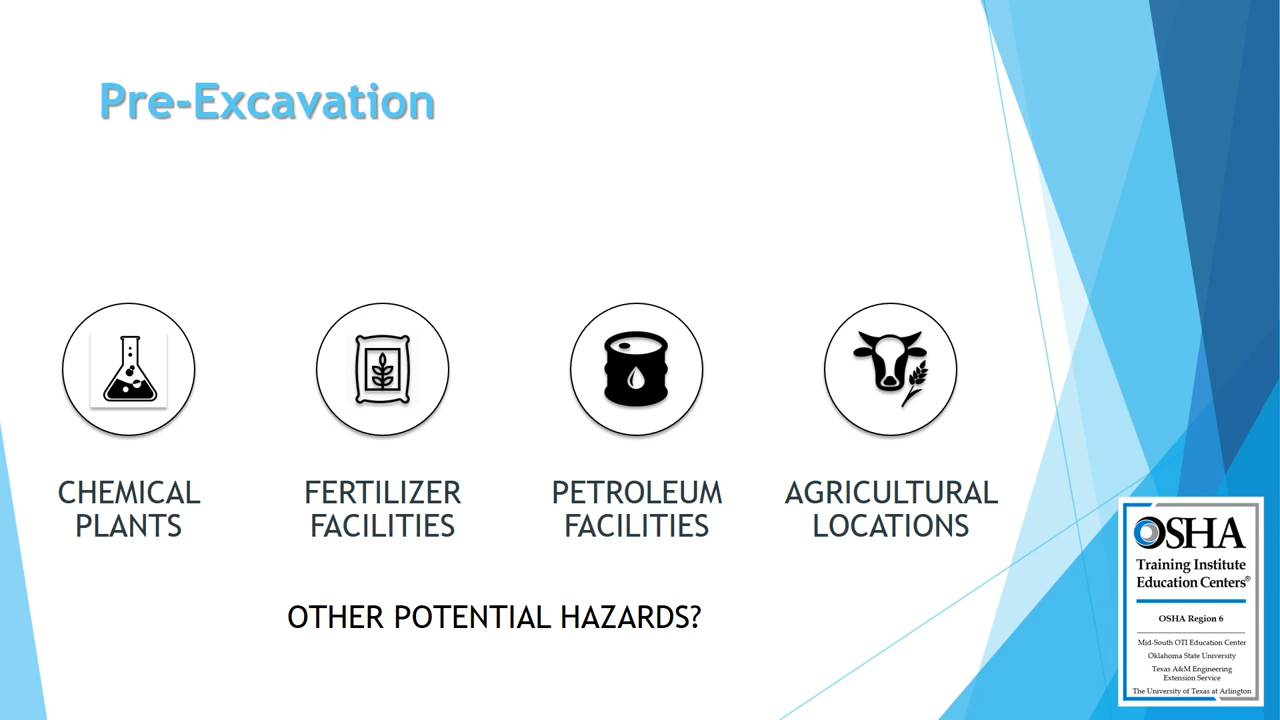 Pre-Excavation
CHEMICAL
PLANTS
FERTILIZER
FACILITIES
PETROLEUM
FACILITIES
AGRICULTURAL
LOCATIONS
OTHER POTENTIAL HAZARDS?
OSHA
Training Institute
Education Centers®
OSHA Region 6
Mid-South OTI Education Center
Oklahoma State University
Texas A&M Engineering
Extension Service
The University of Texas at Arlington